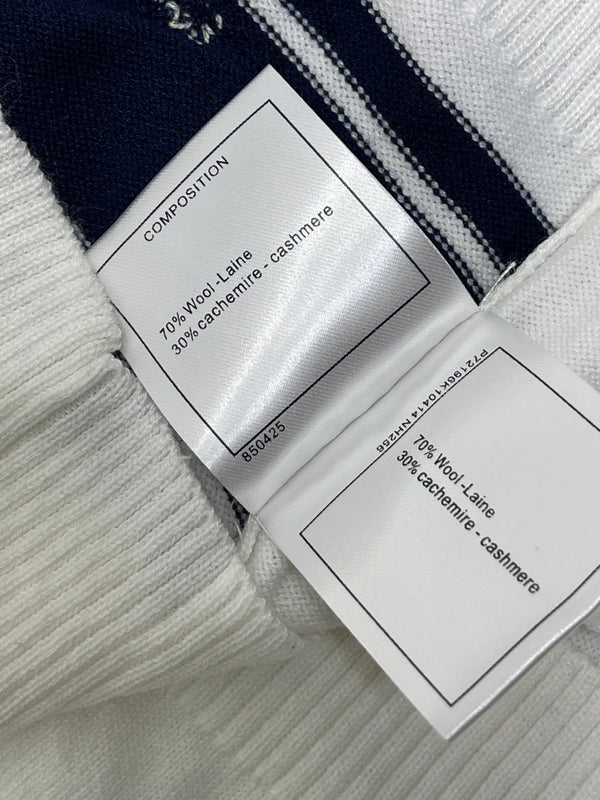 COMPOSITION
70% Wool -Laine
30% cachemire - cashmere
850425
P72196K10414 NH256
70% Wool -Laine
30% cachemire - cashmere